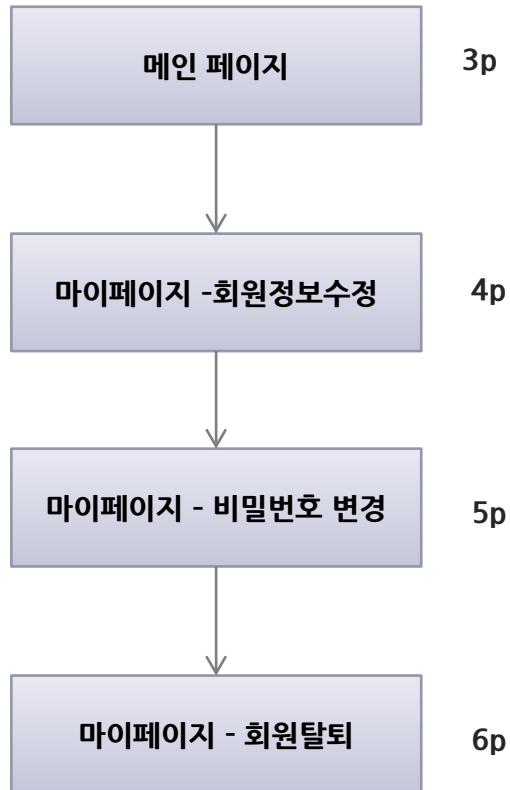 메인 페이지 3p
마이페이지 -회원정보수정 4p
마이페이지 - 비밀번호 변경 5p
마이페이지 - 회원탈퇴 6p